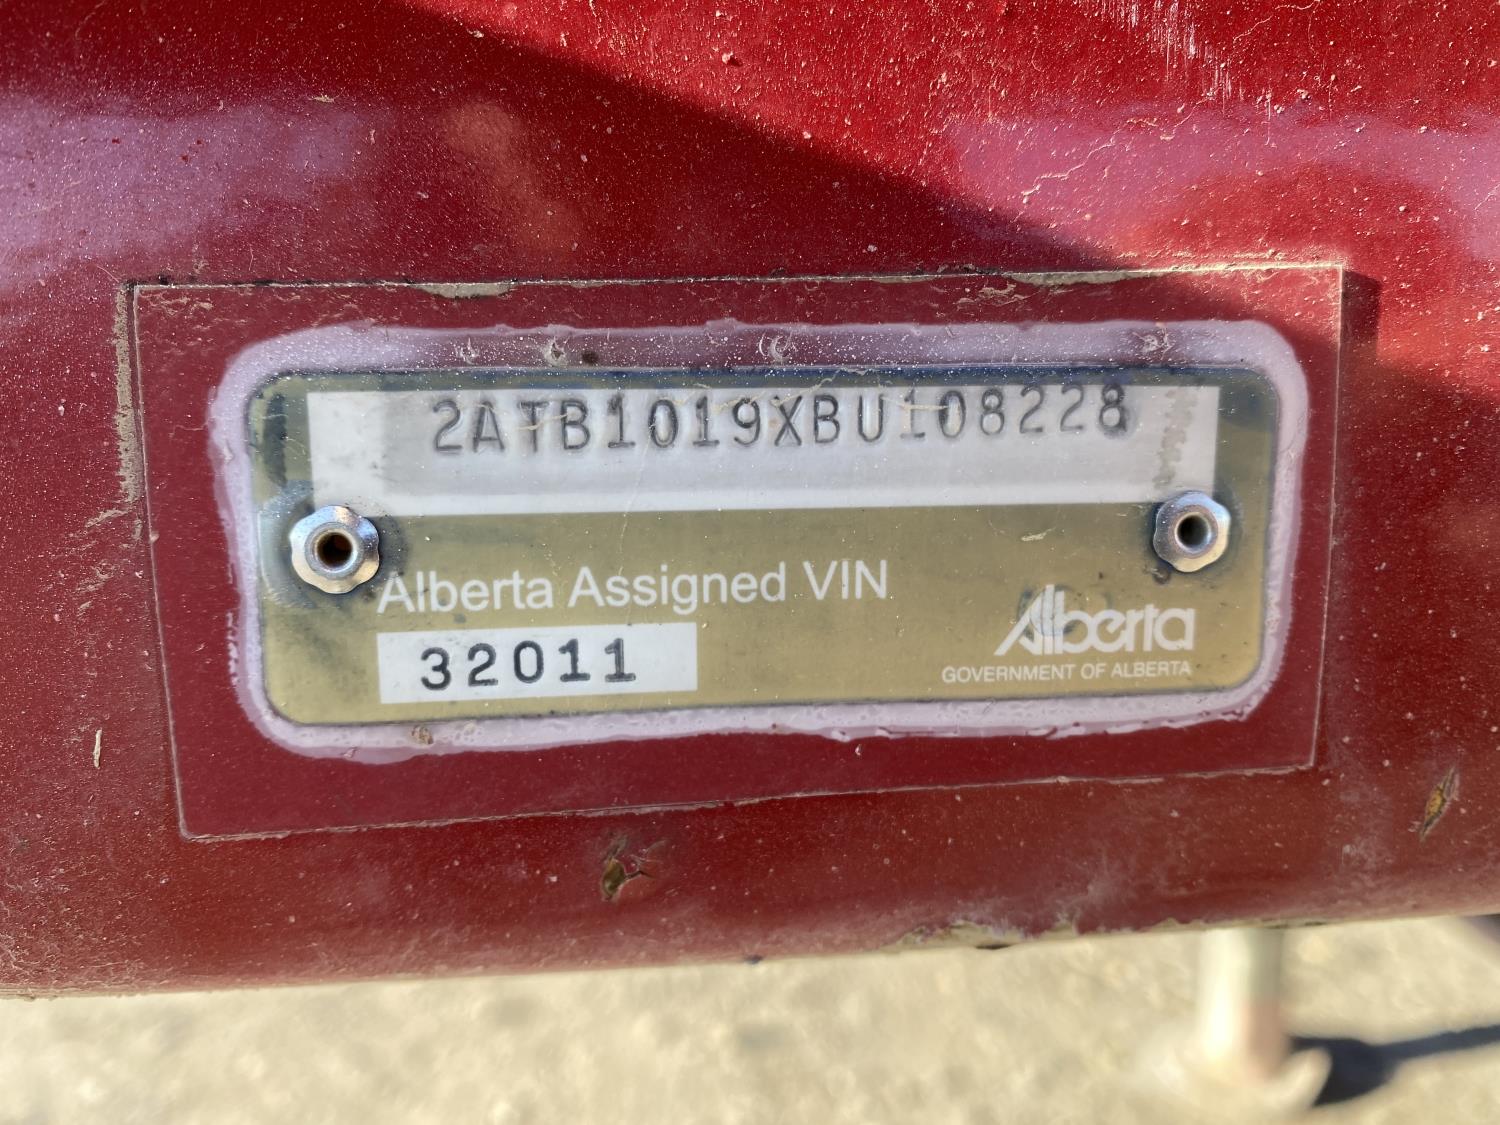 2ATB1019XBU108228
Alberta Assigned VIN
32011
Alberta
GOVERNMENT OF ALBERTA